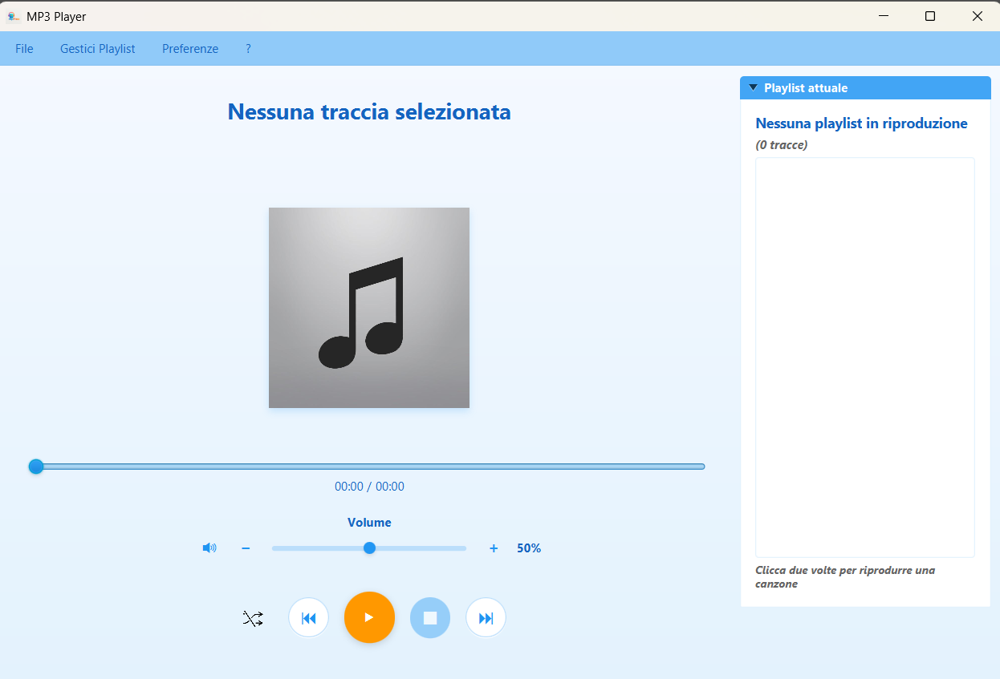 MP3 Player
File Gestici Playlist Preferenze ?
Nessuna traccia selezionata
00:00 / 00:00
Volume
− + 50%
Playlist attuale
Nessuna playlist in riproduzione
(0 tracce)
Clicca due volte per riprodurre una
canzone